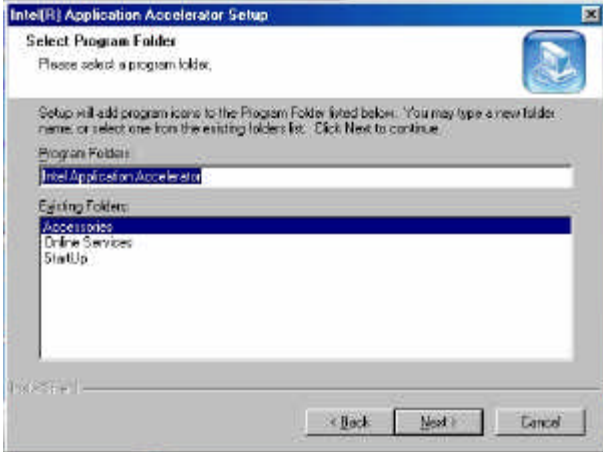 Intel(R) Application Accelerator Setup
Select Program Folder
Please select a program folder.
Setup will add program icons to the Program Folder listed below. You may type a new folder
name, or select one from the existing folders list. Click Next to continue.
Program Folders:
Intel Application Accelerator
Existing Folders:
Accessories
Online Services
StartUp
InstallShield
< Back
Next >
Cancel